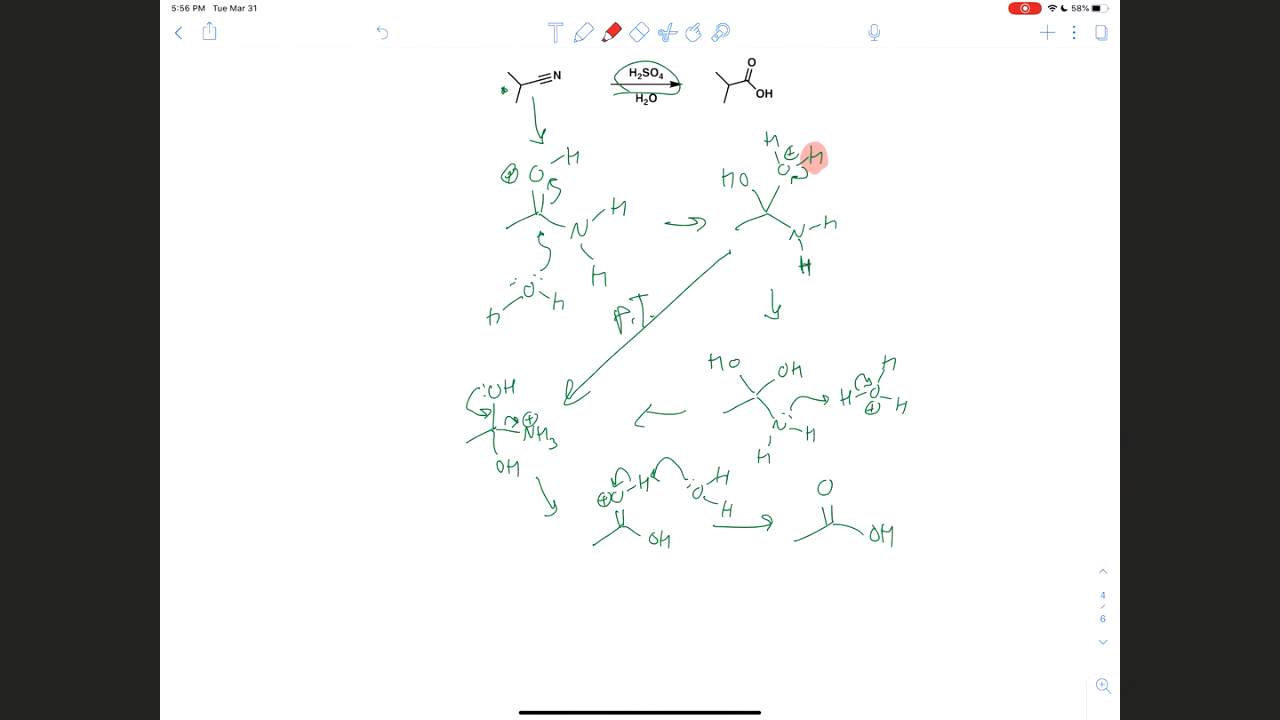 5:56 PM Tue Mar 31
58%
T
N
H₂SO₄
H₂O
O
OH
⊕ O H
N H
H
O
H H
HO
H
⊕
O H
N H
H
P.T.
HO OH
N H
H
H O H
H
⊕
:OH
⊕
NH₃
OH
⊕O H
OH
O H
H
O
OH
4
/
6